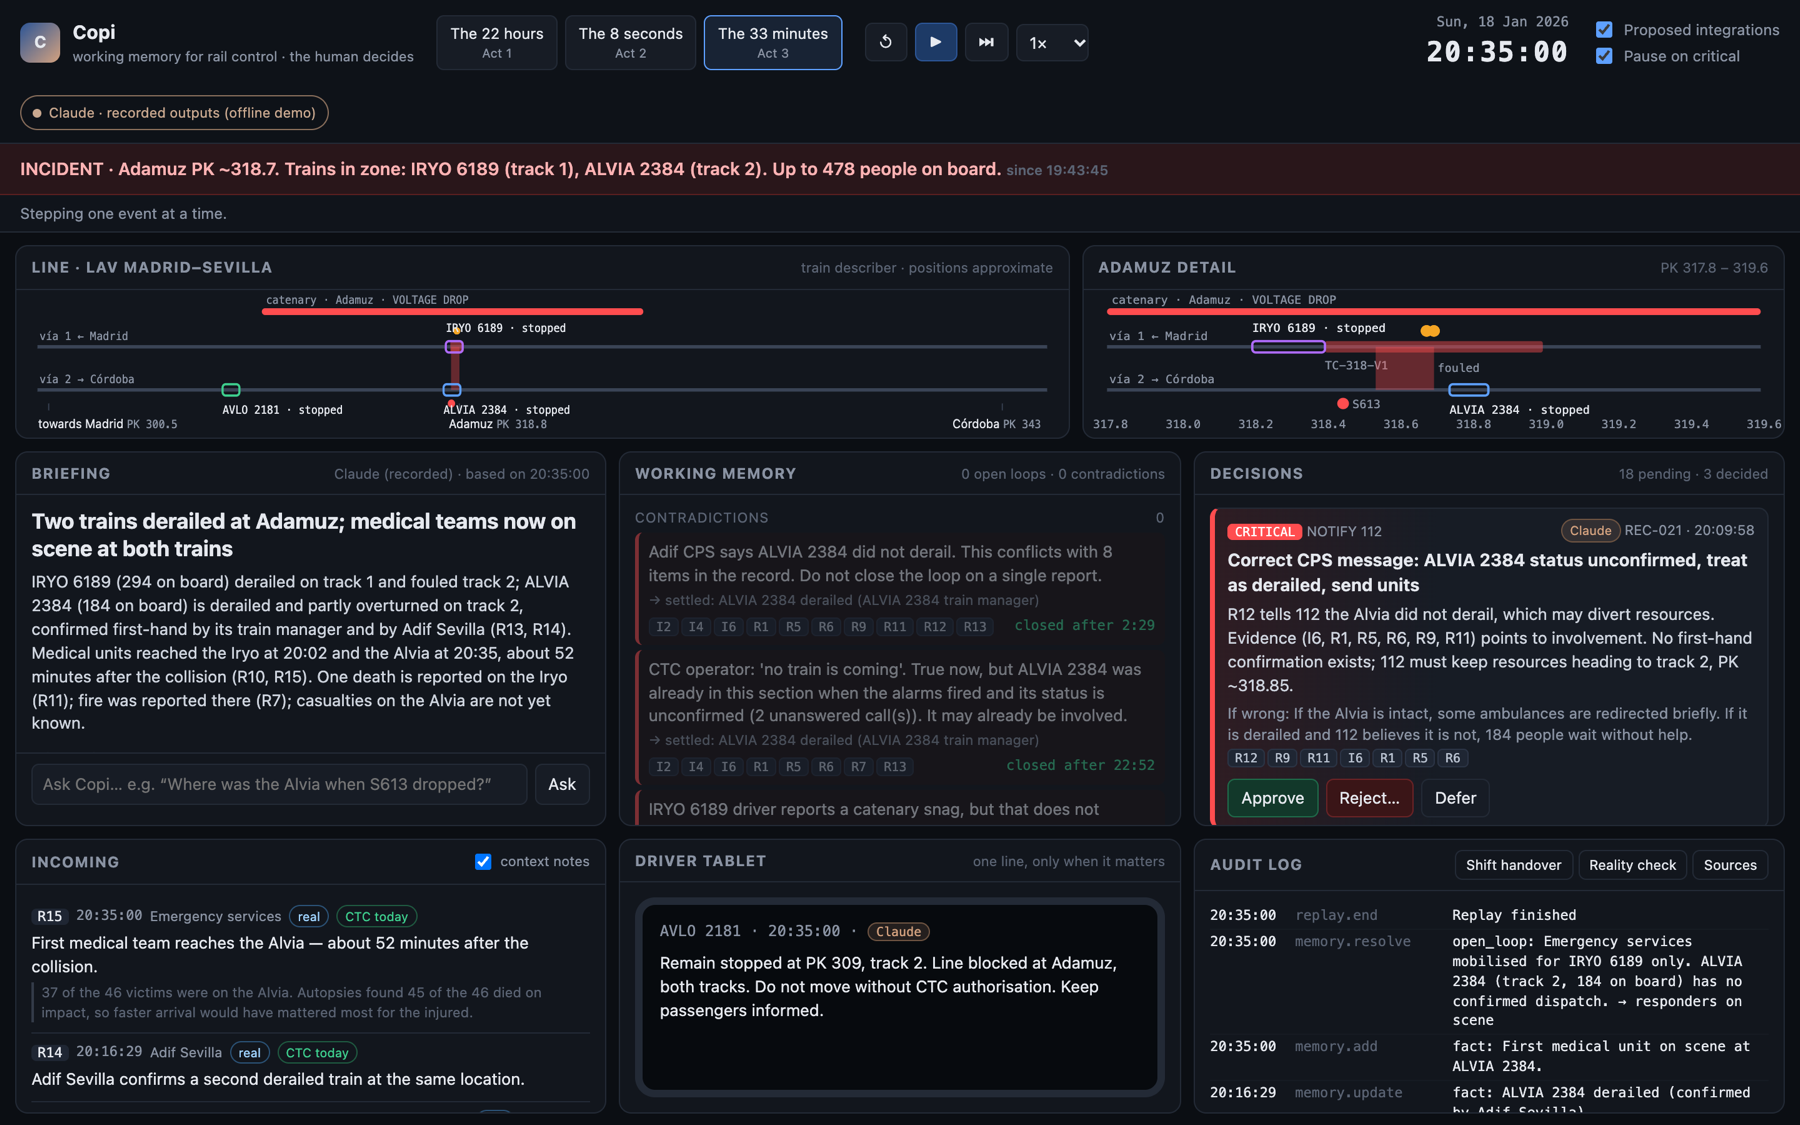 C
Copi
working memory for rail control · the human decides
The 22 hours
Act 1
The 8 seconds
Act 2
The 33 minutes
Act 3
1×
Sun, 18 Jan 2026
20:35:00
Proposed integrations
Pause on critical
Claude · recorded outputs (offline demo)
INCIDENT · Adamuz PK ~318.7. Trains in zone: IRYO 6189 (track 1), ALVIA 2384 (track 2). Up to 478 people on board. since 19:43:45
Stepping one event at a time.
LINE · LAV MADRID–SEVILLA
train describer · positions approximate
catenary · Adamuz · VOLTAGE DROP
IRYO 6189 · stopped
vía 1 ← Madrid
vía 2 → Córdoba
AVLO 2181 · stopped
ALVIA 2384 · stopped
towards Madrid PK 300.5
Adamuz PK 318.8
Córdoba PK 343
ADAMUZ DETAIL
PK 317.8 – 319.6
catenary · Adamuz · VOLTAGE DROP
IRYO 6189 · stopped
vía 1 ← Madrid
TC-318-V1
fouled
vía 2 → Córdoba
S613
ALVIA 2384 · stopped
317.8 318.0 318.2 318.4 318.6 318.8 319.0 319.2 319.4 319.6
BRIEFING
Claude (recorded) · based on 20:35:00
Two trains derailed at Adamuz; medical teams now on
scene at both trains
IRYO 6189 (294 on board) derailed on track 1 and fouled track 2; ALVIA
2384 (184 on board) is derailed and partly overturned on track 2,
confirmed first-hand by its train manager and by Adif Sevilla (R13, R14).
Medical units reached the Iryo at 20:02 and the Alvia at 20:35, about 52
minutes after the collision (R10, R15). One death is reported on the Iryo
(R11); fire was reported there (R7); casualties on the Alvia are not yet
known.
Ask Copi… e.g. “Where was the Alvia when S613 dropped?”
Ask
WORKING MEMORY
0 open loops · 0 contradictions
CONTRADICTIONS
0
Adif CPS says ALVIA 2384 did not derail. This conflicts with 8
items in the record. Do not close the loop on a single report.
→ settled: ALVIA 2384 derailed (ALVIA 2384 train manager)
I2 I4 I6 R1 R5 R6 R9 R11 R12 R13
closed after 2:29
CTC operator: 'no train is coming'. True now, but ALVIA 2384 was
already in this section when the alarms fired and its status is
unconfirmed (2 unanswered call(s)). It may already be involved.
→ settled: ALVIA 2384 derailed (ALVIA 2384 train manager)
I2 I4 I6 R1 R5 R6 R7 R13
closed after 22:52
IRYO 6189 driver reports a catenary snag, but that does not
DECISIONS
18 pending · 3 decided
CRITICAL NOTIFY 112
Claude REC-021 · 20:09:58
Correct CPS message: ALVIA 2384 status unconfirmed, treat
as derailed, send units
R12 tells 112 the Alvia did not derail, which may divert resources.
Evidence (I6, R1, R5, R6, R9, R11) points to involvement. No first-hand
confirmation exists; 112 must keep resources heading to track 2, PK
~318.85.
If wrong: If the Alvia is intact, some ambulances are redirected briefly. If it
is derailed and 112 believes it is not, 184 people wait without help.
R12 R9 R11 I6 R1 R5 R6
Approve
Reject…
Defer
INCOMING
context notes
R15 20:35:00 Emergency services real CTC today
First medical team reaches the Alvia — about 52 minutes after the
collision.
37 of the 46 victims were on the Alvia. Autopsies found 45 of the 46 died on
impact, so faster arrival would have mattered most for the injured.
R14 20:16:29 Adif Sevilla real CTC today
Adif Sevilla confirms a second derailed train at the same location.
DRIVER TABLET
one line, only when it matters
AVLO 2181 · 20:35:00 · Claude
Remain stopped at PK 309, track 2. Line blocked at Adamuz,
both tracks. Do not move without CTC authorisation. Keep
passengers informed.
AUDIT LOG
Shift handover
Reality check
Sources
20:35:00 replay.end Replay finished
20:35:00 memory.resolve open_loop: Emergency services
mobilised for IRYO 6189 only. ALVIA
2384 (track 2, 184 on board) has no
confirmed dispatch. → responders on
scene
20:35:00 memory.add fact: First medical unit on scene at
ALVIA 2384.
20:16:29 memory.update fact: ALVIA 2384 derailed (confirmed
by Adif Sevilla)